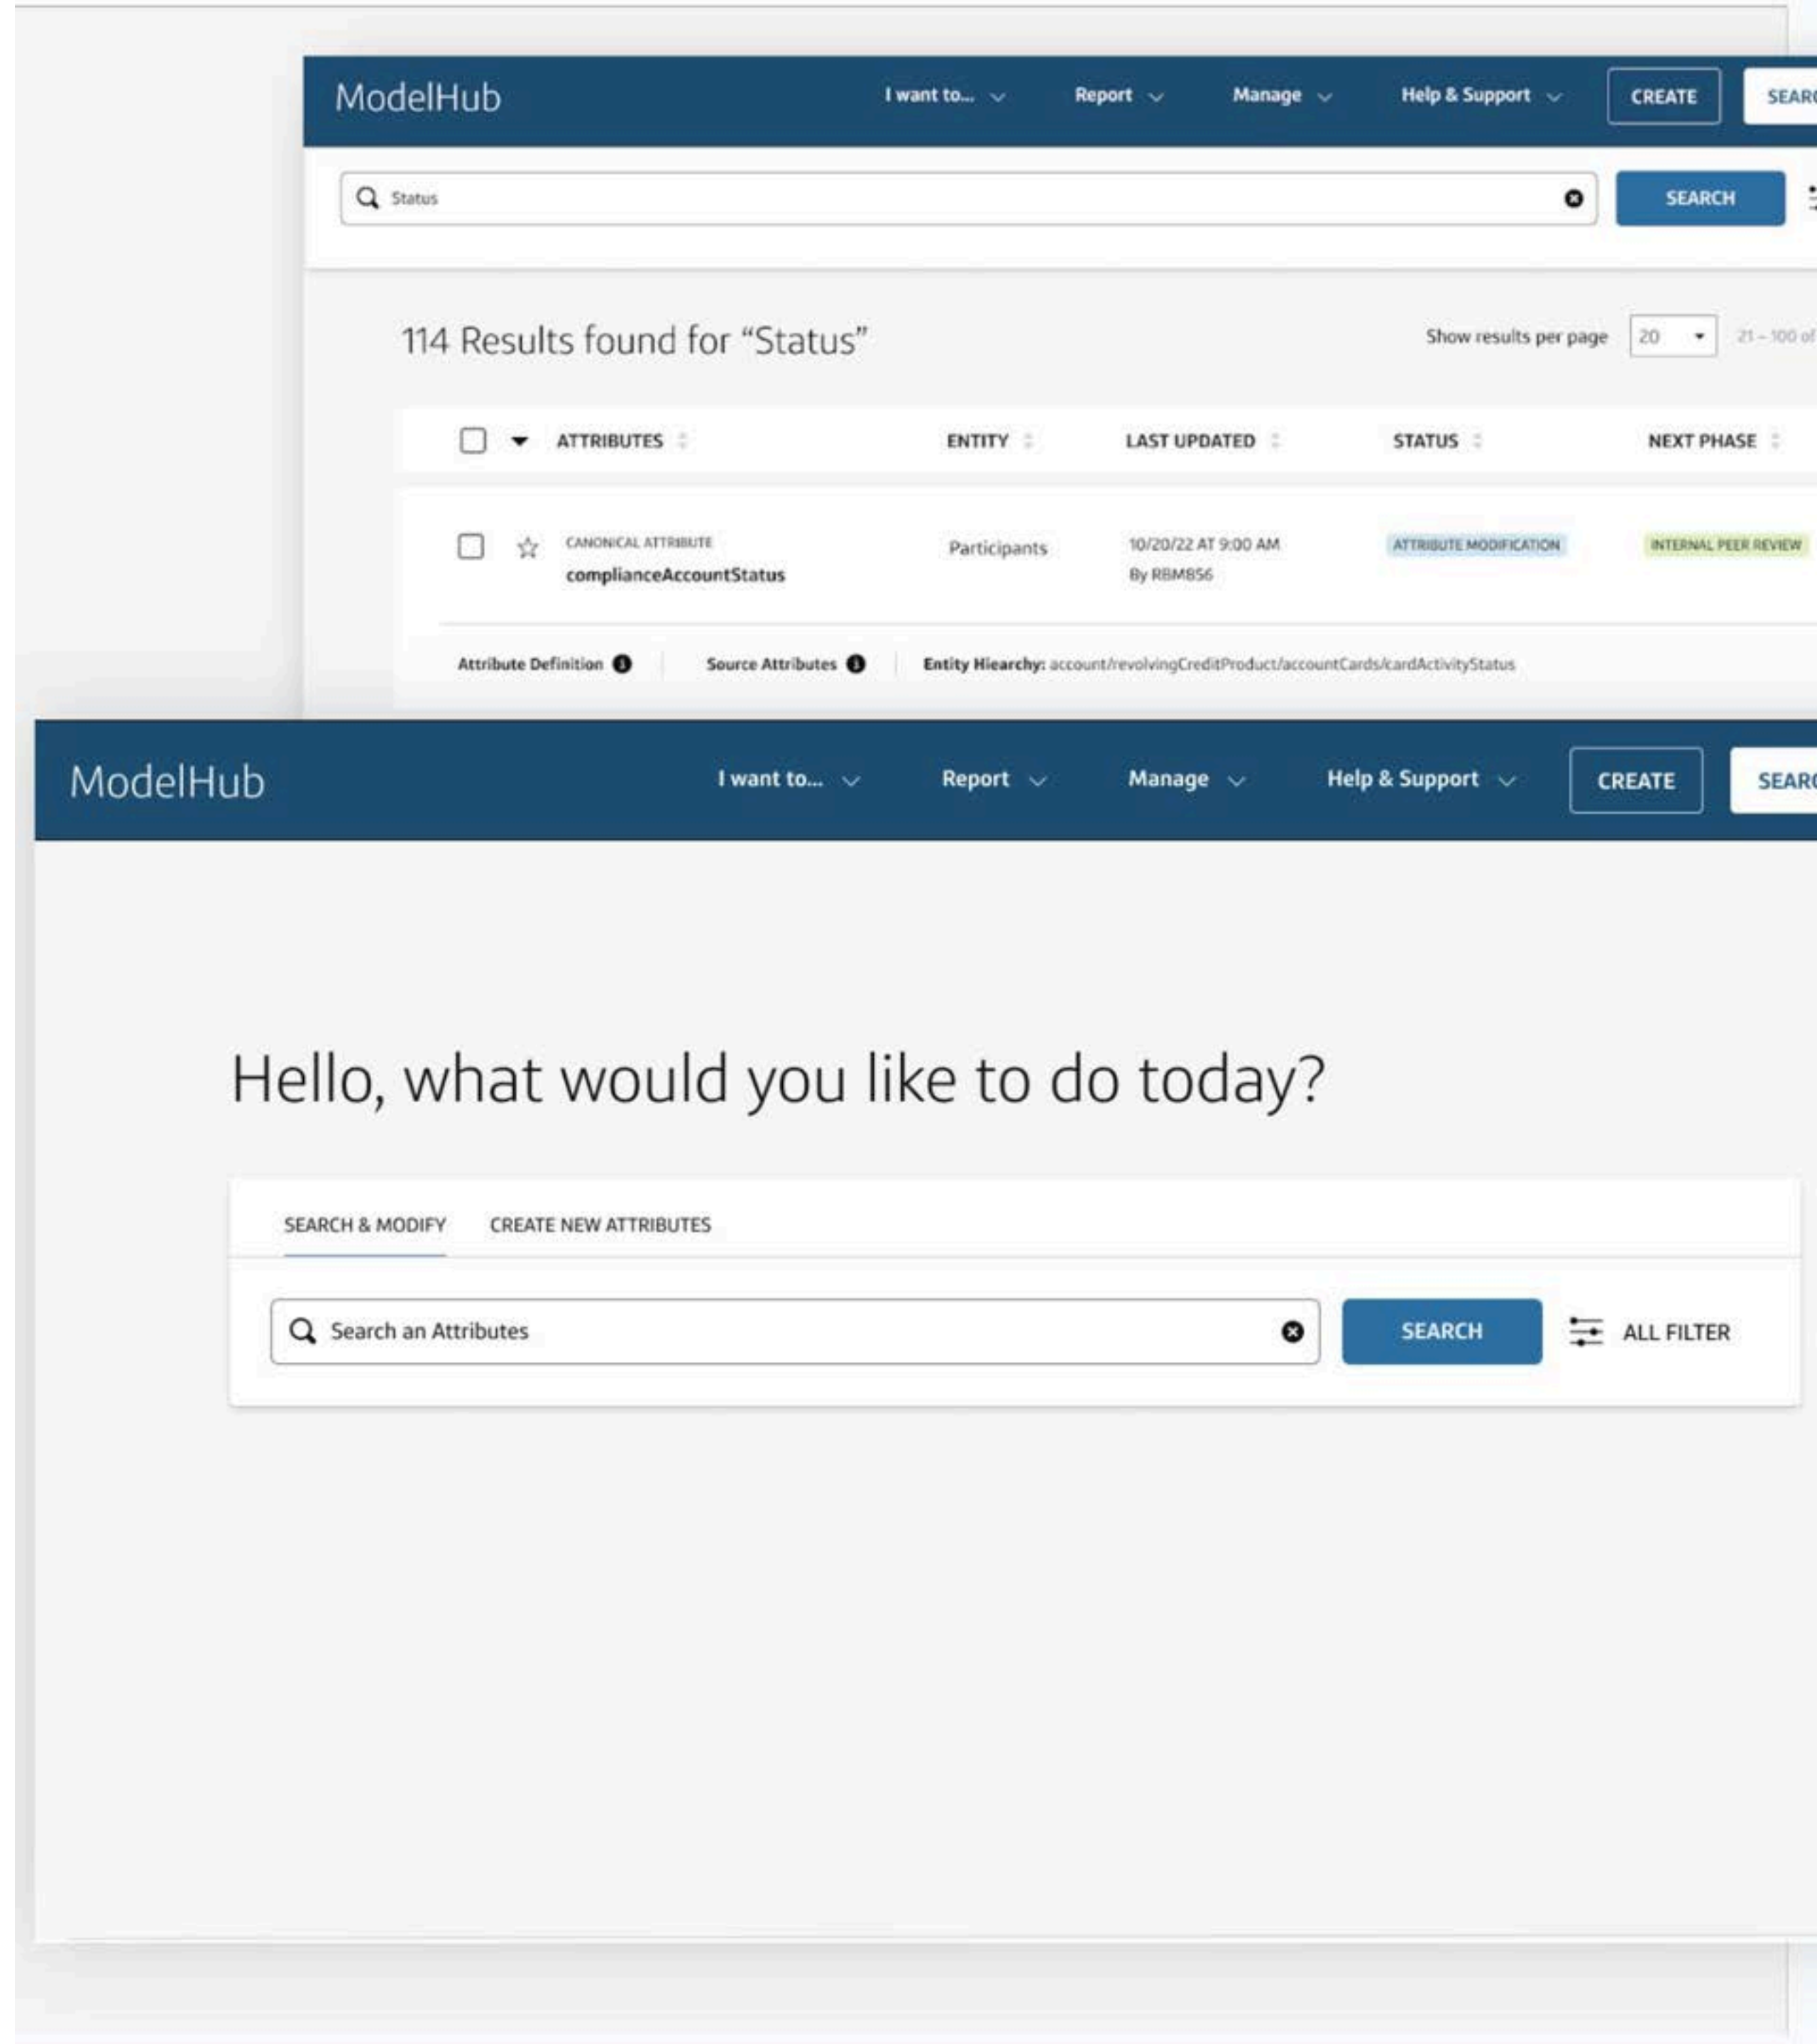 ModelHub I want to... Report Manage Help & Support CREATE
Status SEARCH
114 Results found for “Status” Show results per page 20 21 – 100 of
ATTRIBUTES ENTITY LAST UPDATED STATUS NEXT PHASE
CANONICAL ATTRIBUTE Participants 10/20/22 AT 9:00 AM ATTRIBUTE MODIFICATION INTERNAL PEER REVIEW
complianceAccountStatus By RBM856
Attribute Definition Source Attributes Entity Hiearchy: account/revolvingCreditProduct/accountCards/cardActivityStatus
ModelHub I want to... Report Manage Help & Support CREATE
Hello, what would you like to do today?
SEARCH & MODIFY CREATE NEW ATTRIBUTES
Search an Attributes SEARCH ALL FILTER